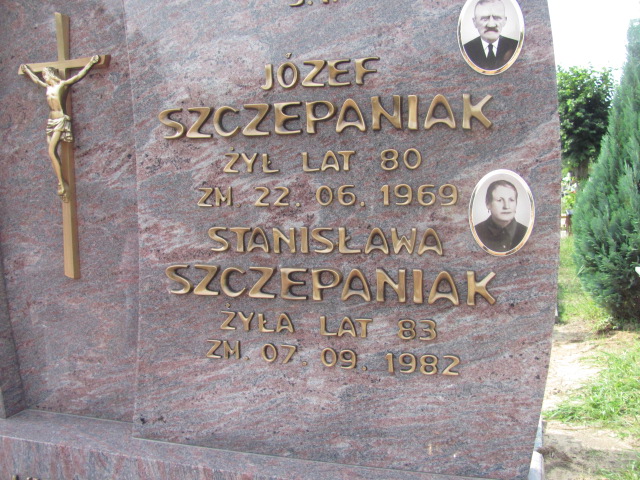 JÓZEF
SZCZEPANIAK
ŻYŁ LAT 80
ZM. 22.06.1969
STANISŁAWA
SZCZEPANIAK
ŻYŁA LAT 83
ZM. 07.09.1982